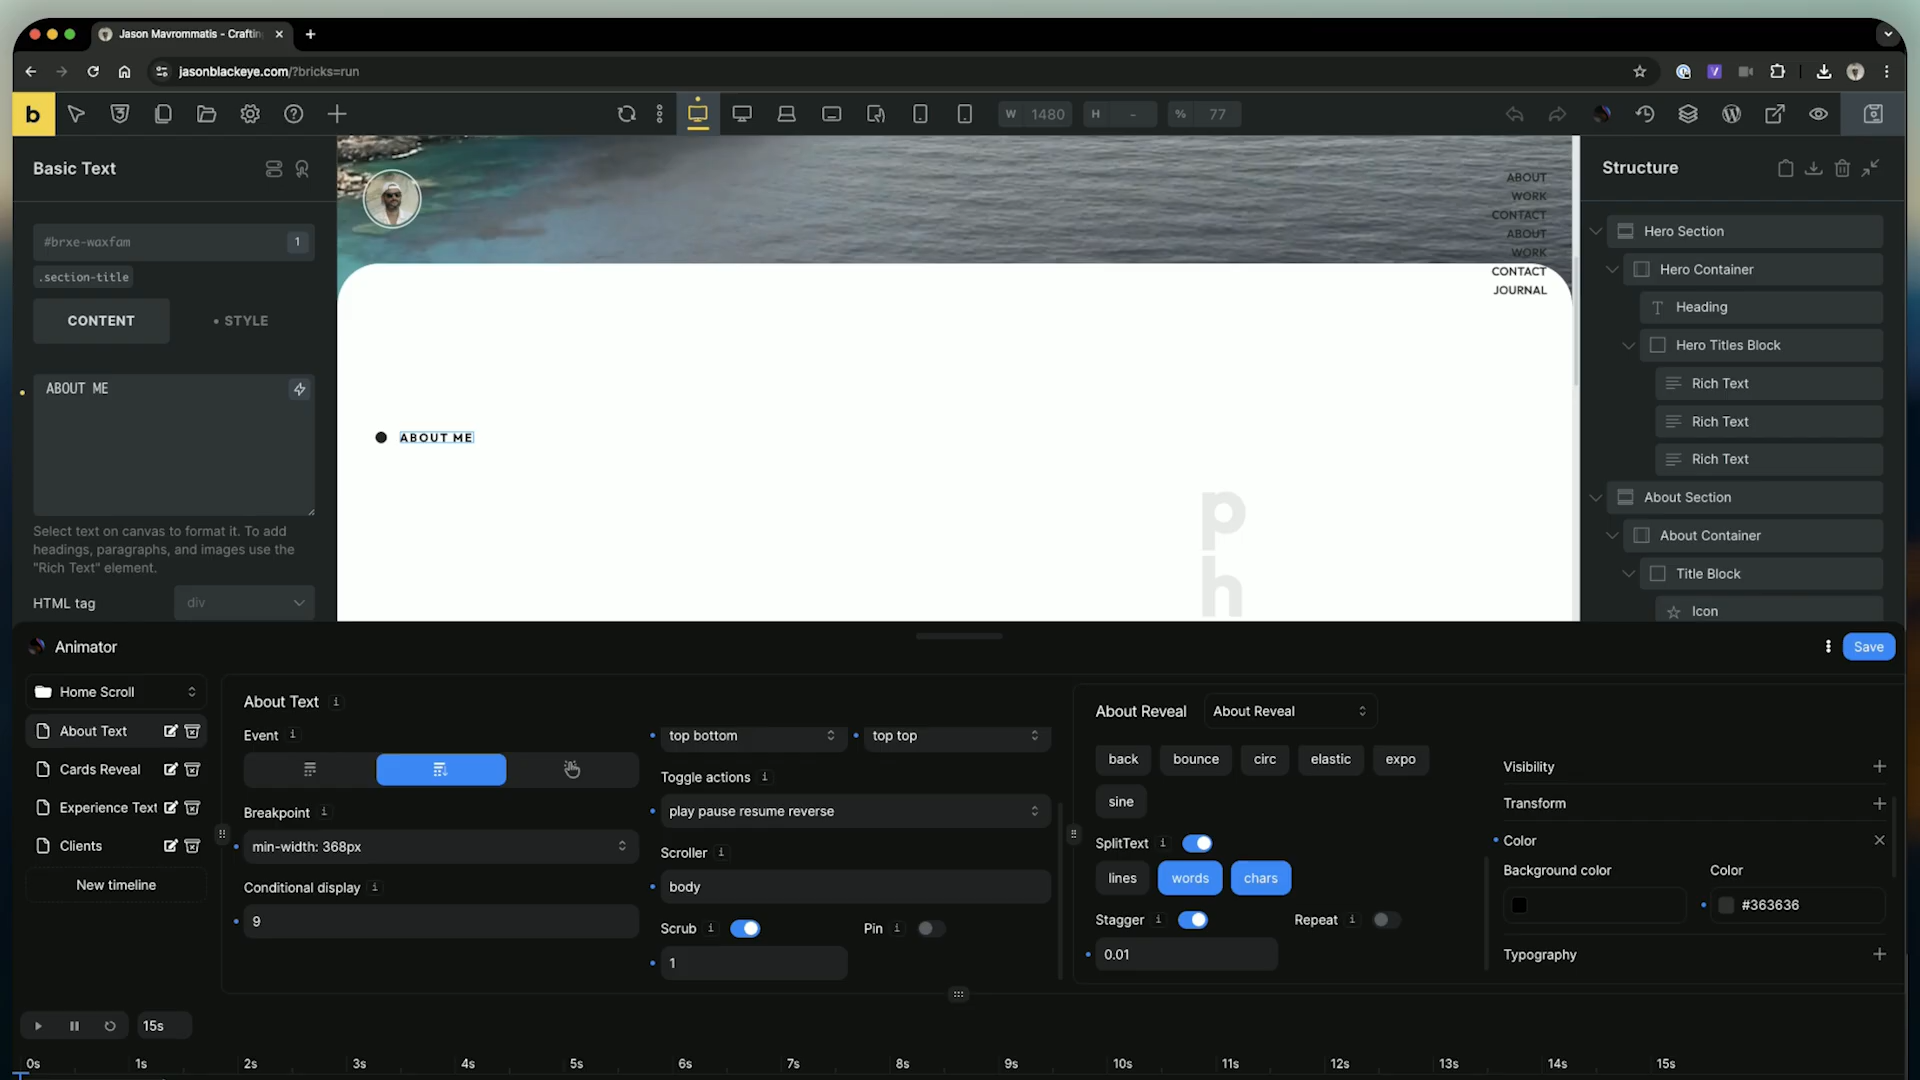 Jason Mavrommatis - Craftin
jasonblackeye.com/?bricks=run
b
W 1480
H -
% 77
Basic Text
#brxe-waxfam
1
.section-title
CONTENT
STYLE
ABOUT ME
Select text on canvas to format it. To add
headings, paragraphs, and images use the
"Rich Text" element.
HTML tag
div
ABOUT
WORK
CONTACT
ABOUT
WORK
CONTACT
JOURNAL
ABOUT ME
p
h
Structure
Hero Section
Hero Container
Heading
Hero Titles Block
Rich Text
Rich Text
Rich Text
About Section
About Container
Title Block
Icon
Animator
Save
Home Scroll
About Text
Cards Reveal
Experience Text
Clients
New timeline
About Text
Event
Breakpoint
min-width: 368px
Conditional display
9
top bottom
top top
Toggle actions
play pause resume reverse
Scroller
body
Scrub
Pin
1
About Reveal
About Reveal
back
bounce
circ
elastic
expo
sine
SplitText
lines
words
chars
Stagger
Repeat
0.01
Visibility
Transform
Color
Background color
Color
#363636
Typography
15s
0s
1s
2s
3s
4s
5s
6s
7s
8s
9s
10s
11s
12s
13s
14s
15s